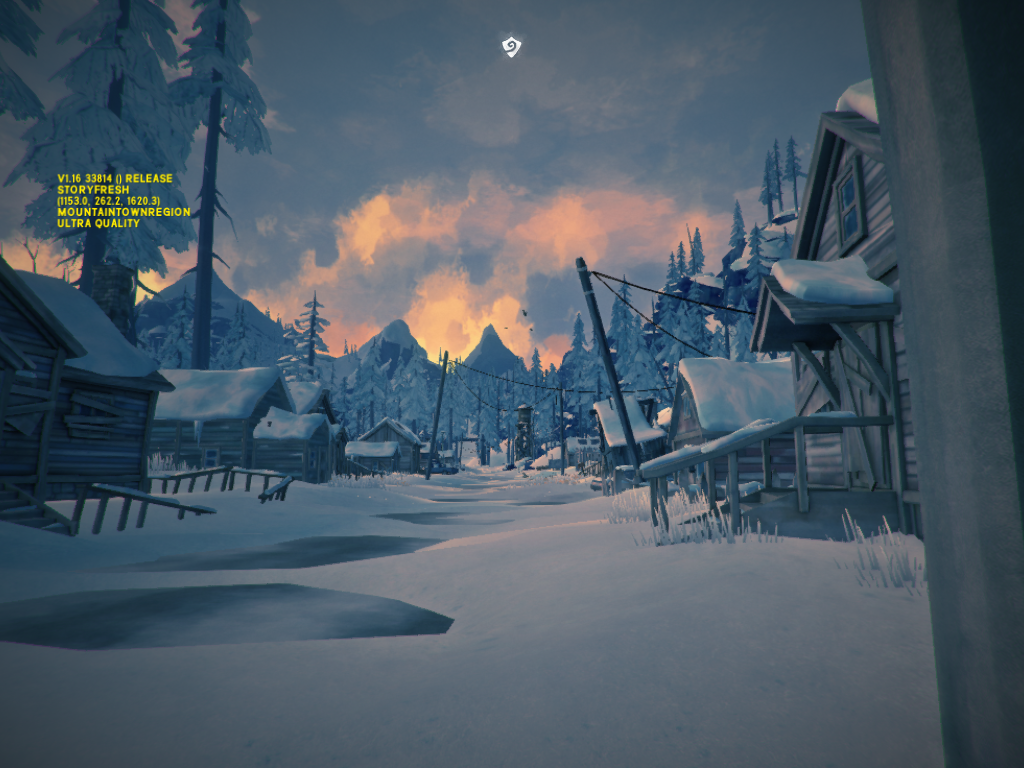 V1.16 33814 () RELEASE
STORYFRESH
(1153.0, 262.2, 1620.3)
MOUNTAINTOWNREGION
ULTRA QUALITY